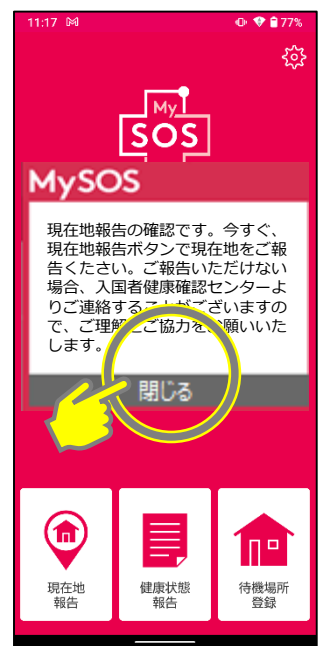 11:17
77%
My
SOS
MySOS
現在地報告の確認です。今すぐ、
現在地報告ボタンで現在地をご報
告ください。ご報告いただけない
場合、入国者健康確認センターよ
りご連絡することがございますの
で、ご理解とご協力をお願いいた
します。
閉じる
現在地
報告
健康状態
報告
待機場所
登録